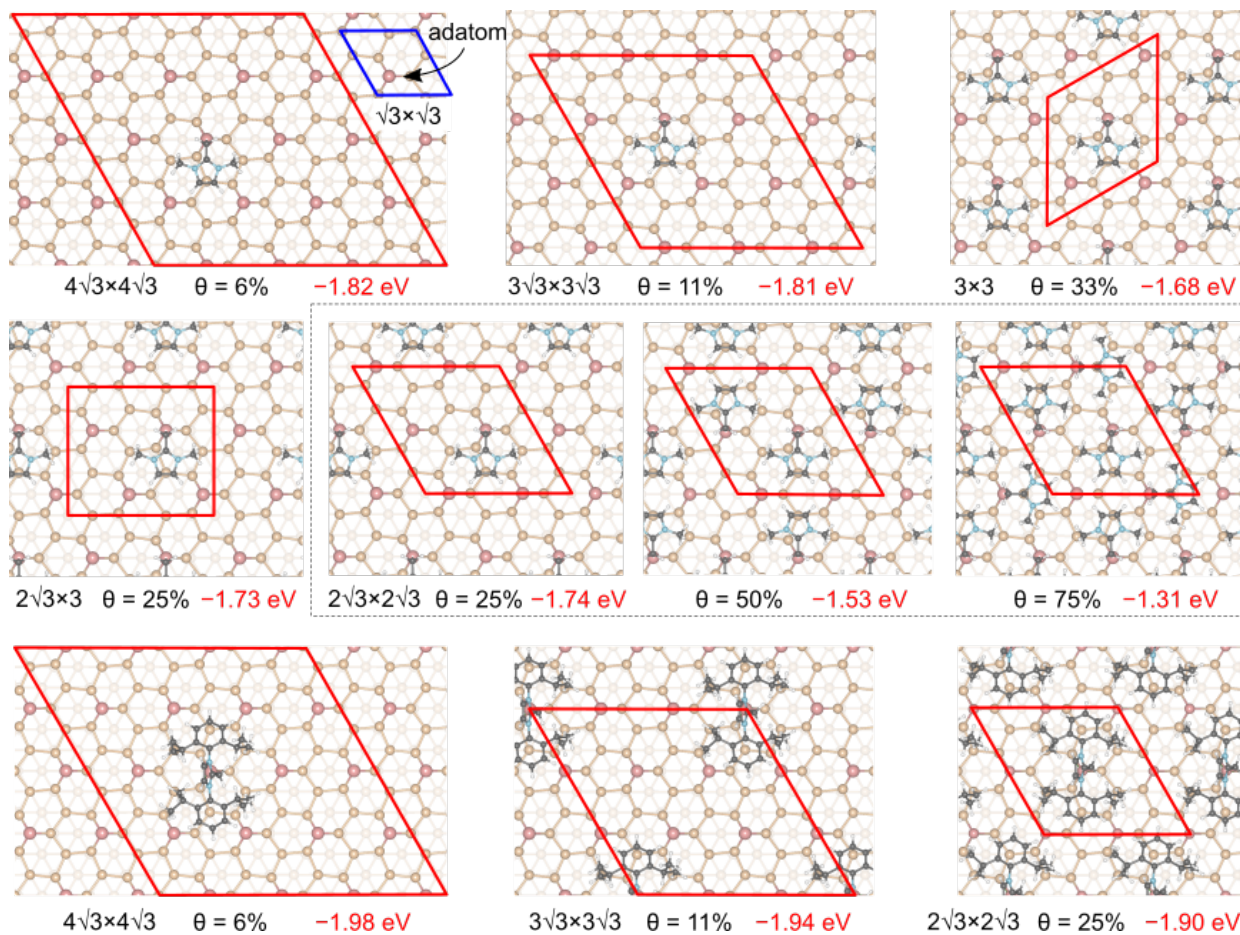 adatom
√3×√3
4√3×4√3 θ = 6% −1.82 eV
3√3×3√3 θ = 11% −1.81 eV
3×3 θ = 33% −1.68 eV
2√3×3 θ = 25% −1.73 eV
2√3×2√3 θ = 25% −1.74 eV
θ = 50% −1.53 eV
θ = 75% −1.31 eV
4√3×4√3 θ = 6% −1.98 eV
3√3×3√3 θ = 11% −1.94 eV
2√3×2√3 θ = 25% −1.90 eV